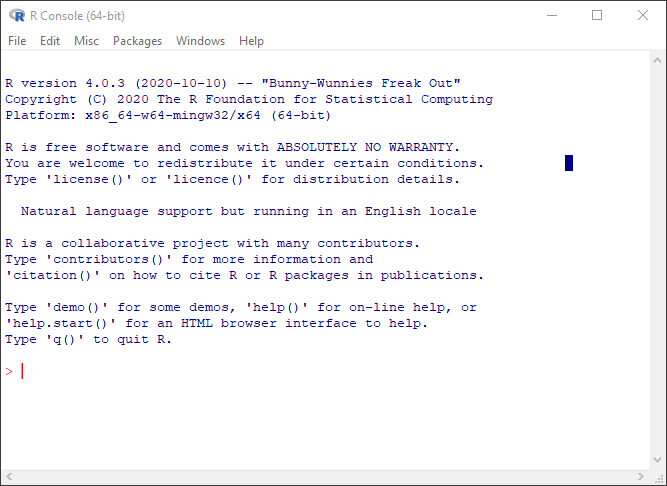 R Console (64-bit)
File Edit Misc Packages Windows Help
R version 4.0.3 (2020-10-10) -- "Bunny-Wunnies Freak Out"
Copyright (C) 2020 The R Foundation for Statistical Computing
Platform: x86_64-w64-mingw32/x64 (64-bit)
R is free software and comes with ABSOLUTELY NO WARRANTY.
You are welcome to redistribute it under certain conditions.
Type 'license()' or 'licence()' for distribution details.
Natural language support but running in an English locale
R is a collaborative project with many contributors.
Type 'contributors()' for more information and
'citation()' on how to cite R or R packages in publications.
Type 'demo()' for some demos, 'help()' for on-line help, or
'help.start()' for an HTML browser interface to help.
Type 'q()' to quit R.
>